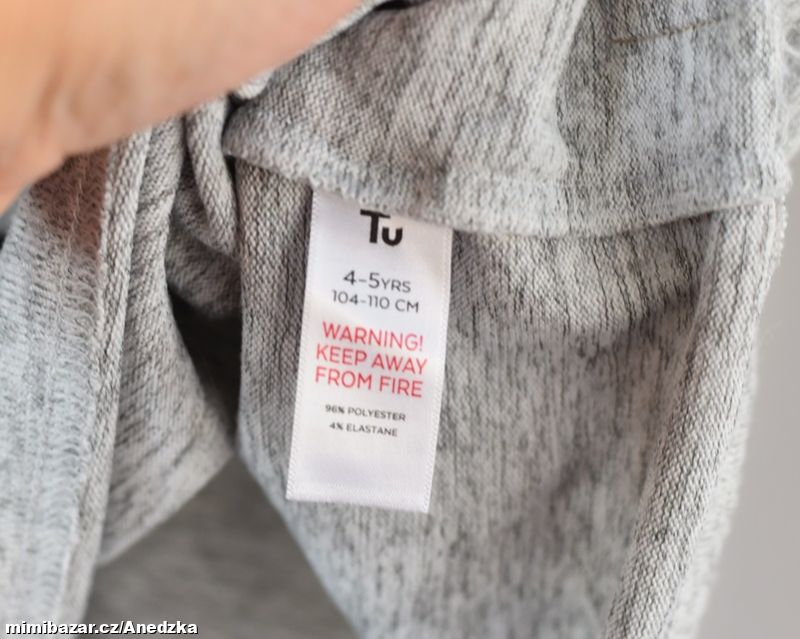 Tu
4-5YRS
104-110 CM
WARNING!
KEEP AWAY
FROM FIRE
96% POLYESTER
4% ELASTANE
mimibazar.cz/Anedzka